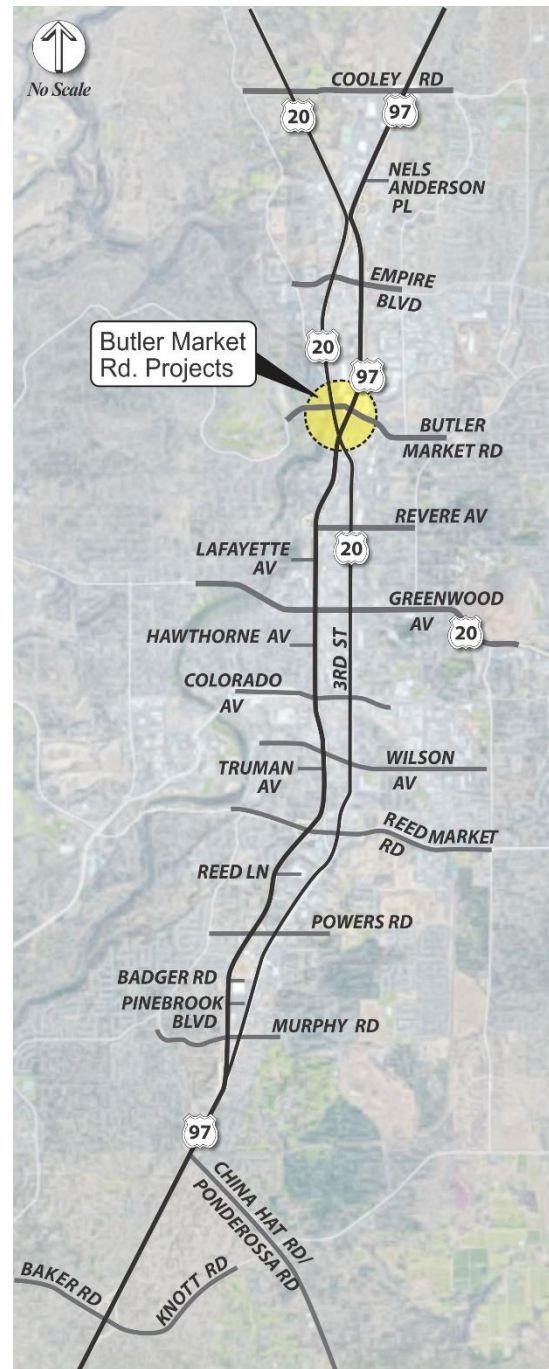 No Scale
COOLEY RD
20
97
NELS
ANDERSON
PL
EMPIRE
BLVD
Butler Market
Rd. Projects
20
97
BUTLER
MARKET RD
REVERE AV
20
LAFAYETTE
AV
GREENWOOD
AV
20
HAWTHORNE AV
3RD ST
COLORADO
AV
WILSON
AV
TRUMAN
AV
REED MARKET
RD
REED LN
POWERS RD
BADGER RD
PINEBROOK
BLVD
MURPHY RD
97
CHINA HAT RD/
PONDEROSSA RD
BAKER RD
KNOTT RD